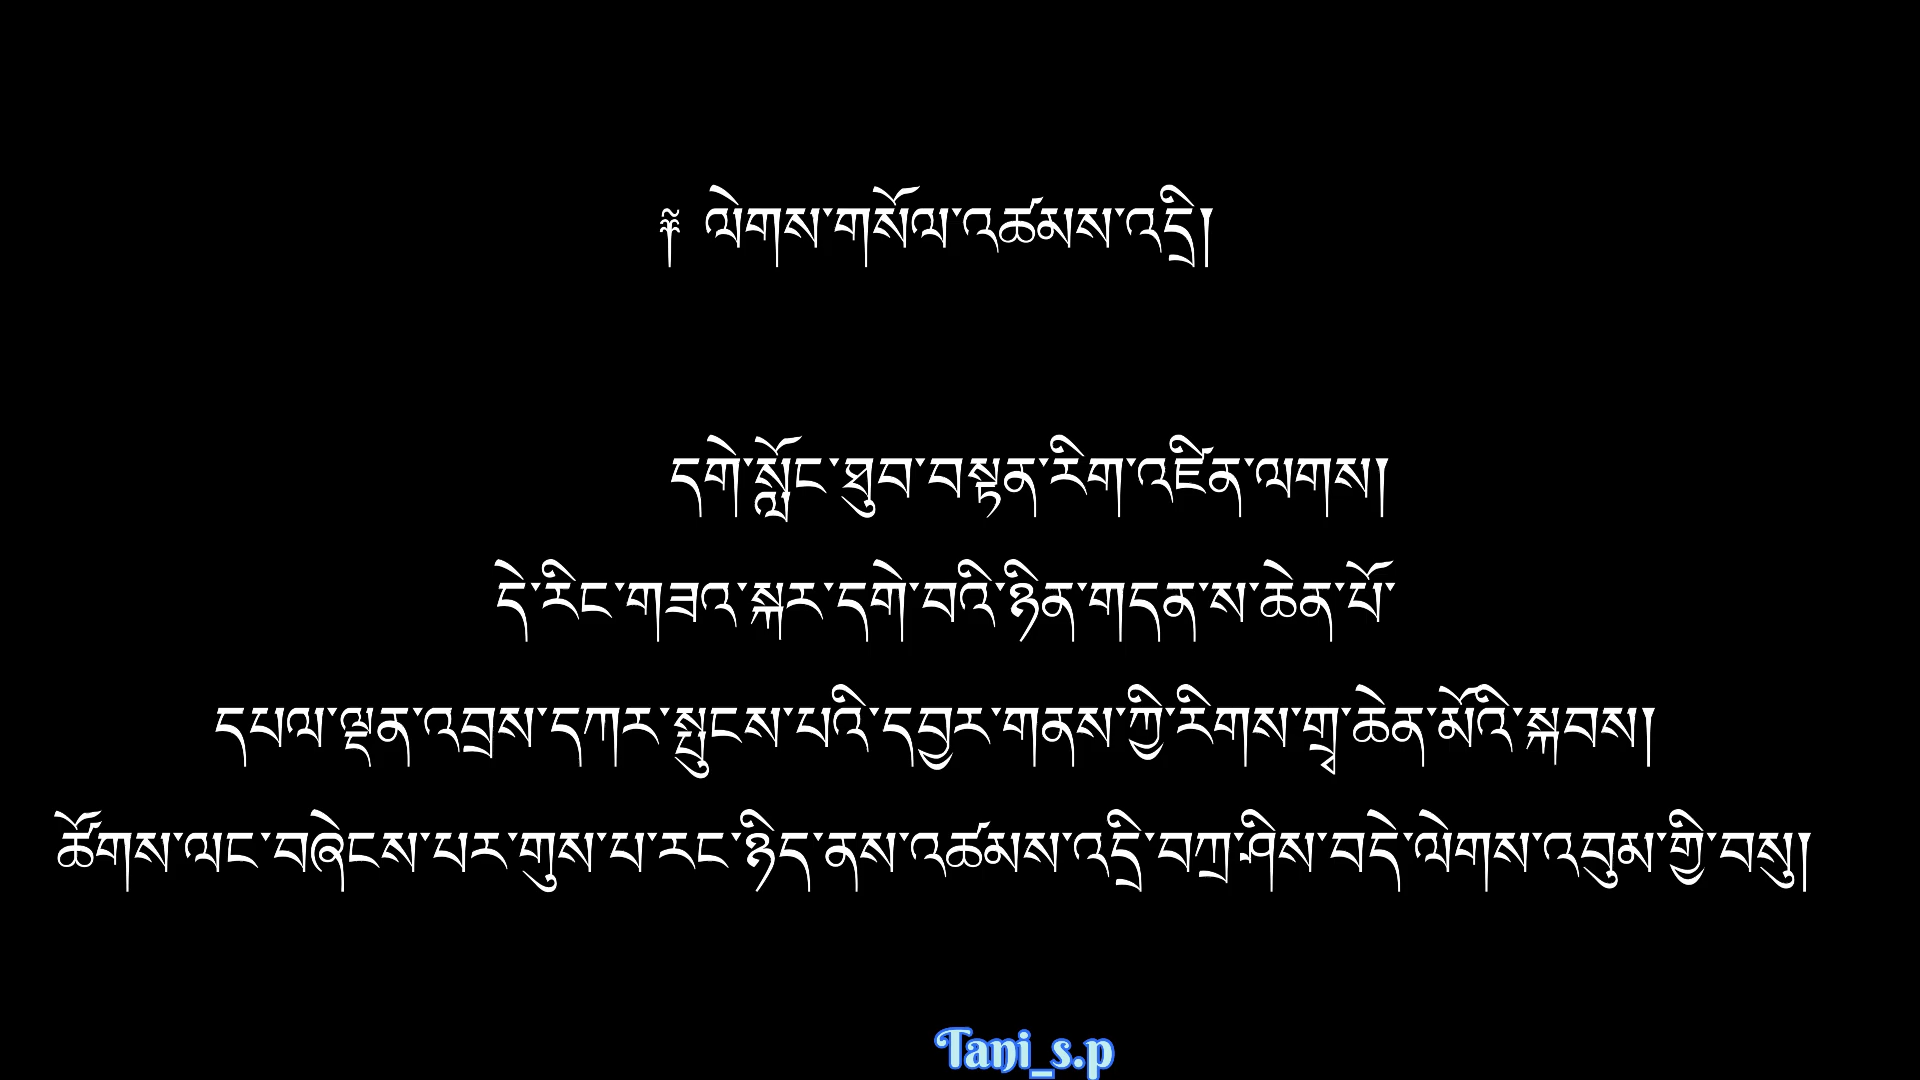 ༈ ལེགས་གསོལ་འཚམས་འདྲི།
དགེ་སློང་ཐུབ་བསྟན་རིག་འཛིན་ལགས།
དེ་རིང་གཟའ་སྐར་དགེ་བའི་ཉིན་གདན་ས་ཆེན་པོ་
དཔལ་ལྡན་འབྲས་དཀར་སྤུངས་པའི་དབྱར་གནས་ཀྱི་རིགས་གྲྭ་ཆེན་མོའི་སྐབས།
ཚོགས་ལང་བཞེངས་པར་གུས་པ་རང་ཉིད་ནས་འཚམས་འདྲི་བཀྲ་ཤིས་བདེ་ལེགས་འབུམ་གྱི་བསུ།
Tanj_s.p